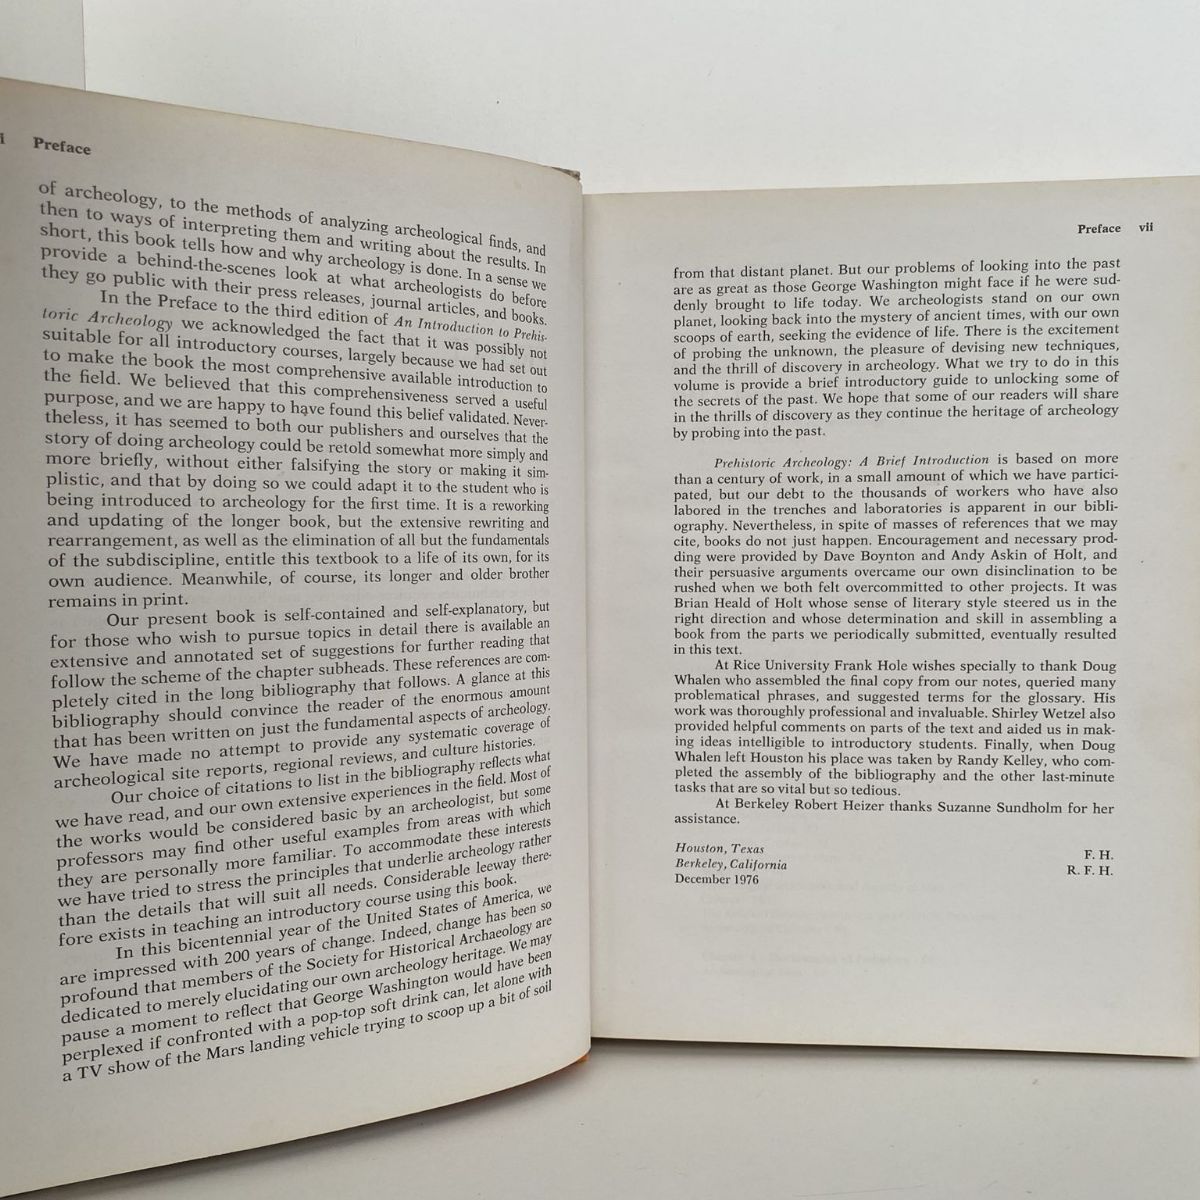 i Preface
of archeology, to the methods of analyzing archeological finds, and
then to ways of interpreting them and writing about the results. In
short, this book tells how and why archeology is done. In a sense we
provide a behind-the-scenes look at what archeologists do before
they go public with their press releases, journal articles, and books.
In the Preface to the third edition of An Introduction to Prehis-
toric Archeology we acknowledged the fact that it was possibly not
suitable for all introductory courses, largely because we had set out
to make the book the most comprehensive available introduction to
the field. We believed that this comprehensiveness served a useful
purpose, and we are happy to have found this belief validated. Never-
theless, it has seemed to both our publishers and ourselves that the
story of doing archeology could be retold somewhat more simply and
more briefly, without either falsifying the story or making it sim-
plistic, and that by doing so we could adapt it to the student who is
being introduced to archeology for the first time. It is a reworking
and updating of the longer book, but the extensive rewriting and
rearrangement, as well as the elimination of all but the fundamentals
of the subdiscipline, entitle this textbook to a life of its own, for its
own audience. Meanwhile, of course, its longer and older brother
remains in print.
Our present book is self-contained and self-explanatory, but
for those who wish to pursue topics in detail there is available an
extensive and annotated set of suggestions for further reading that
follow the scheme of the chapter subheads. These references are com-
pletely cited in the long bibliography that follows. A glance at this
bibliography should convince the reader of the enormous amount
that has been written on just the fundamental aspects of archeology.
We have made no attempt to provide any systematic coverage of
archeological site reports, regional reviews, and culture histories.
Our choice of citations to list in the bibliography reflects what
we have read, and our own extensive experiences in the field. Most of
the works would be considered basic by an archeologist, but some
professors may find other useful examples from areas with which
they are personally more familiar. To accommodate these interests
we have tried to stress the principles that underlie archeology rather
than the details that will suit all needs. Considerable leeway there-
fore exists in teaching an introductory course using this book.
In this bicentennial year of the United States of America, we
are impressed with 200 years of change. Indeed, change has been so
profound that members of the Society for Historical Archaeology are
dedicated to merely elucidating our own archeology heritage. We may
pause a moment to reflect that George Washington would have been
perplexed if confronted with a pop-top soft drink can, let alone with
a TV show of the Mars landing vehicle trying to scoop up a bit of soil
Preface vii
from that distant planet. But our problems of looking into the past
are as great as those George Washington might face if he were sud-
denly brought to life today. We archeologists stand on our own
planet, looking back into the mystery of ancient times, with our own
scoops of earth, seeking the evidence of life. There is the excitement
of probing the unknown, the pleasure of devising new techniques,
and the thrill of discovery in archeology. What we try to do in this
volume is provide a brief introductory guide to unlocking some of
the secrets of the past. We hope that some of our readers will share
in the thrills of discovery as they continue the heritage of archeology
by probing into the past.
Prehistoric Archeology: A Brief Introduction is based on more
than a century of work, in a small amount of which we have partici-
pated, but our debt to the thousands of workers who have also
labored in the trenches and laboratories is apparent in our bibli-
ography. Nevertheless, in spite of masses of references that we may
cite, books do not just happen. Encouragement and necessary prod-
ding were provided by Dave Boynton and Andy Askin of Holt, and
their persuasive arguments overcame our own disinclination to be
rushed when we both felt overcommitted to other projects. It was
Brian Heald of Holt whose sense of literary style steered us in the
right direction and whose determination and skill in assembling a
book from the parts we periodically submitted, eventually resulted
in this text.
At Rice University Frank Hole wishes specially to thank Doug
Whalen who assembled the final copy from our notes, queried many
problematical phrases, and suggested terms for the glossary. His
work was thoroughly professional and invaluable. Shirley Wetzel also
provided helpful comments on parts of the text and aided us in mak-
ing ideas intelligible to introductory students. Finally, when Doug
Whalen left Houston his place was taken by Randy Kelley, who com-
pleted the assembly of the bibliography and the other last-minute
tasks that are so vital but so tedious.
At Berkeley Robert Heizer thanks Suzanne Sundholm for her
assistance.
Houston, Texas
Berkeley, California
December 1976
F. H.
R. F. H.